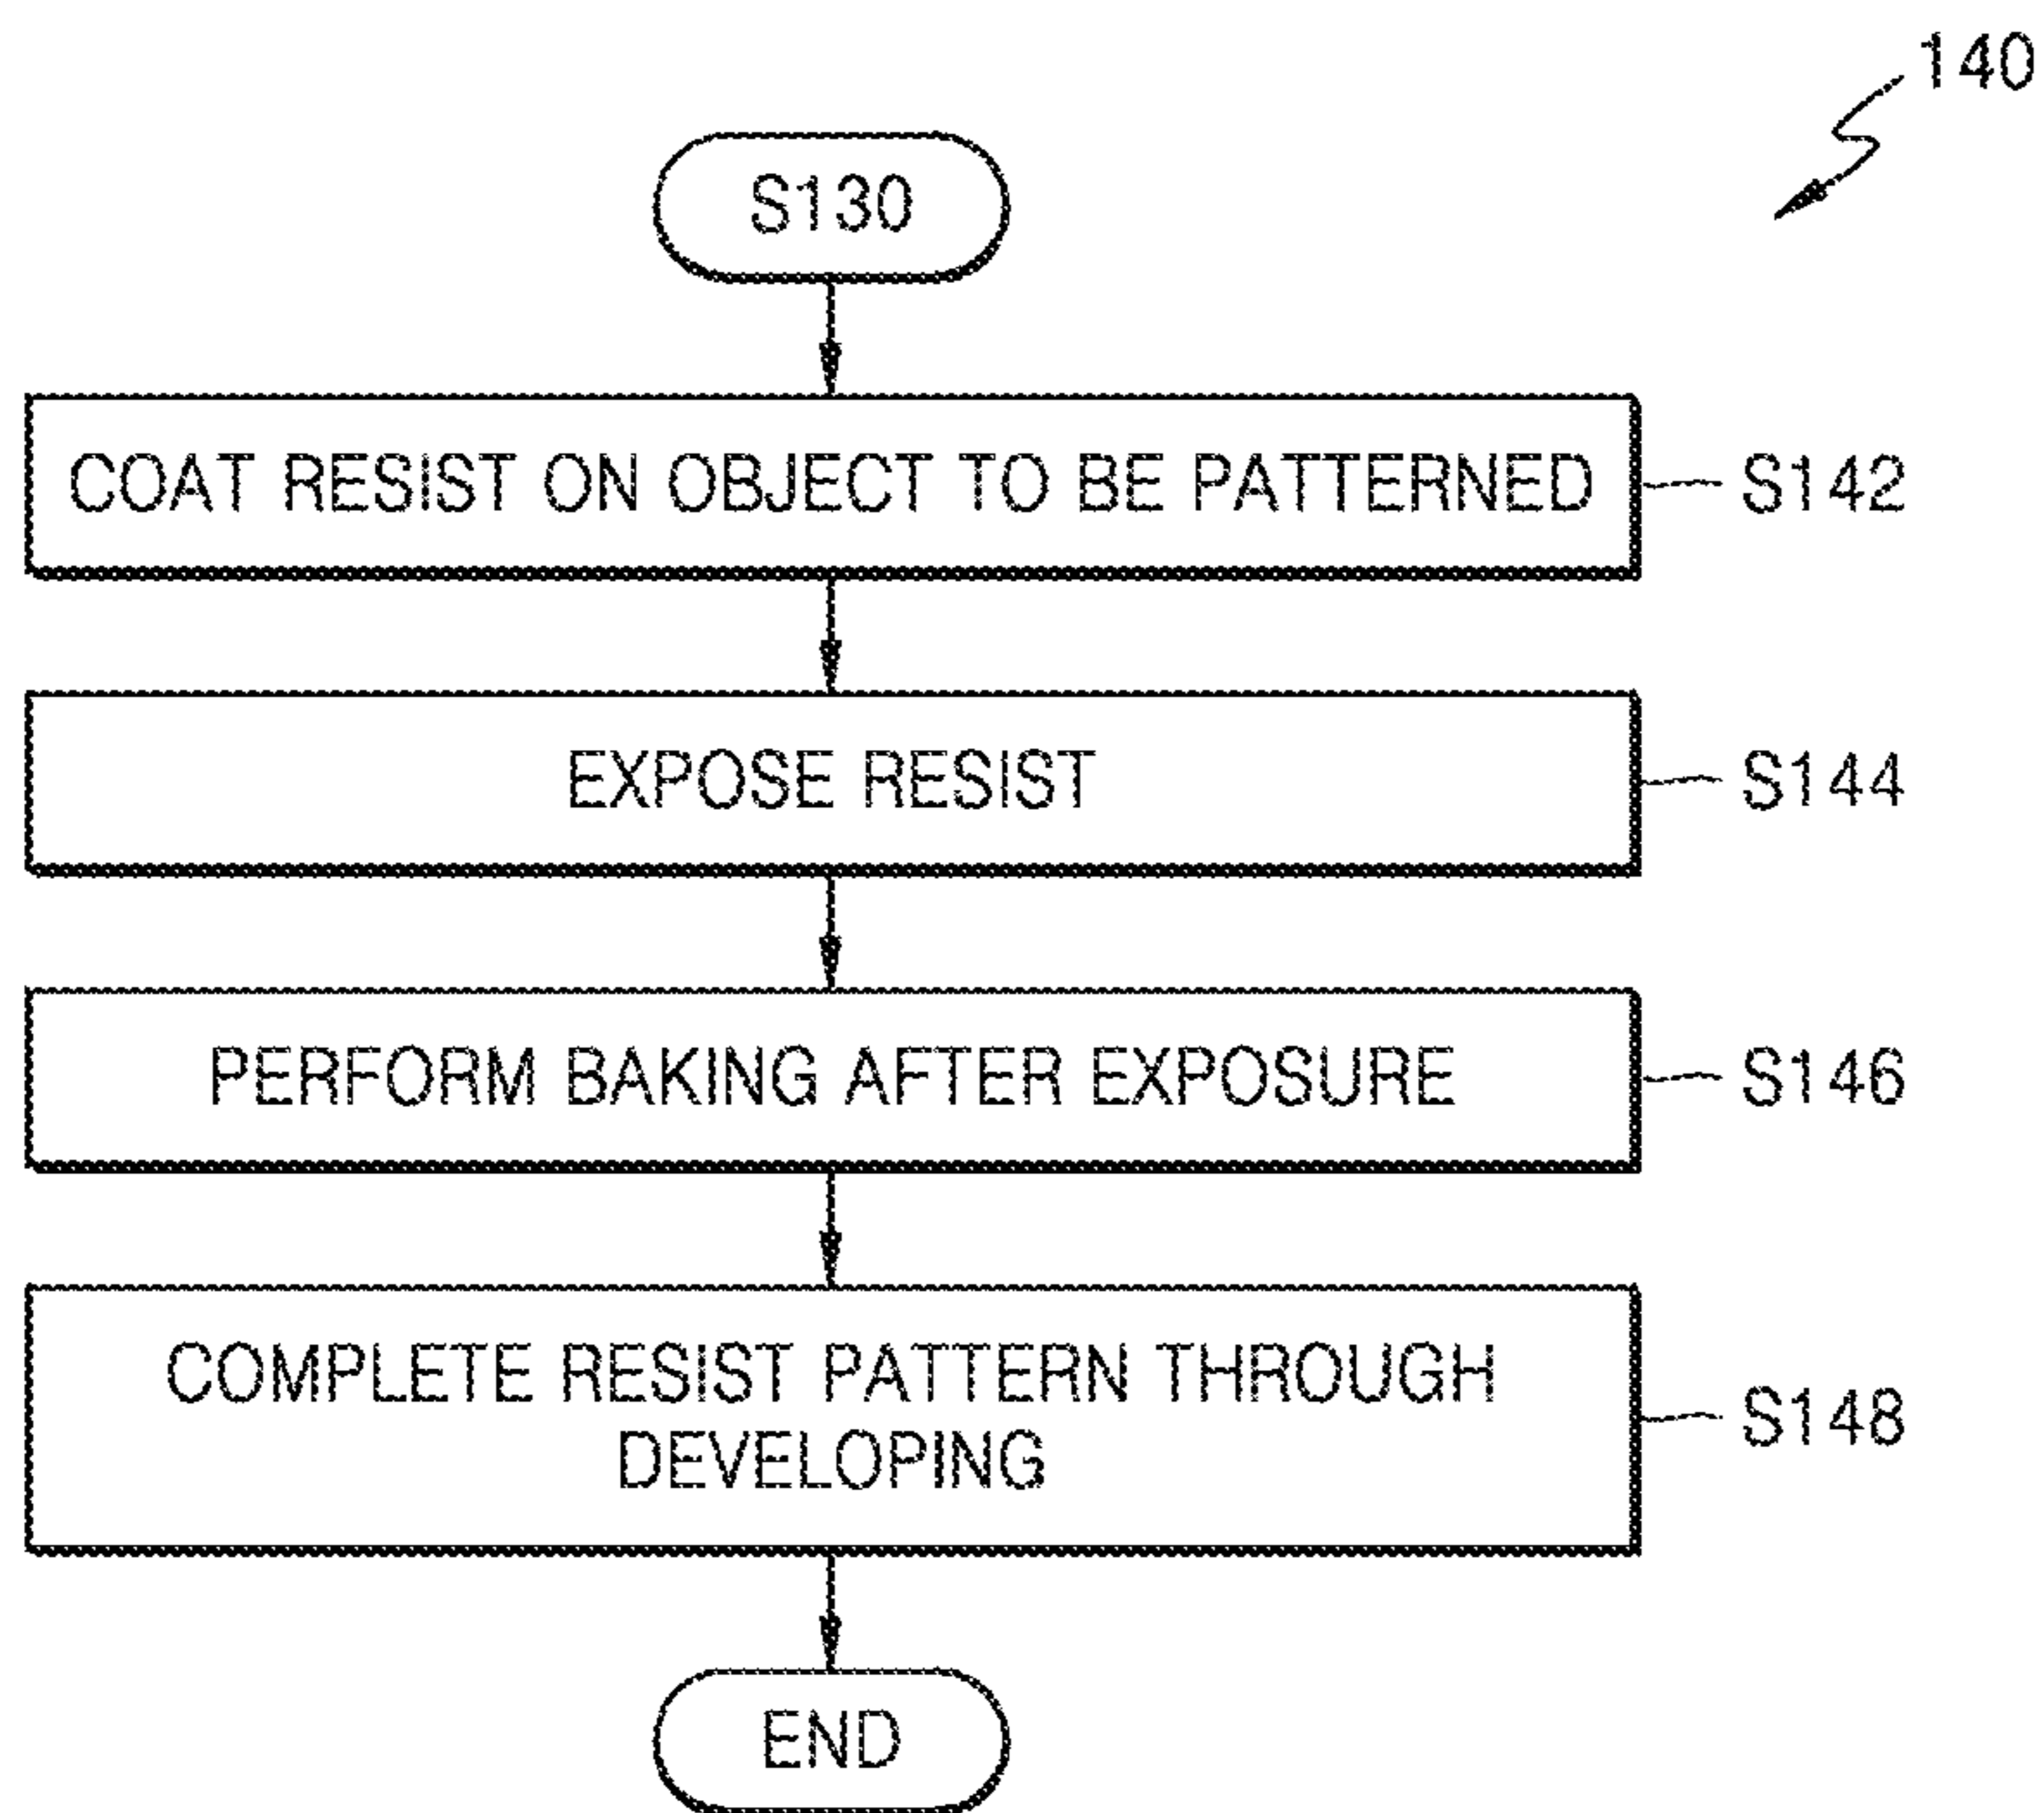 140
S130
COAT RESIST ON OBJECT TO BE PATTERNED
S142
EXPOSE RESIST
S144
PERFORM BAKING AFTER EXPOSURE
S146
COMPLETE RESIST PATTERN THROUGH
DEVELOPING
S148
END